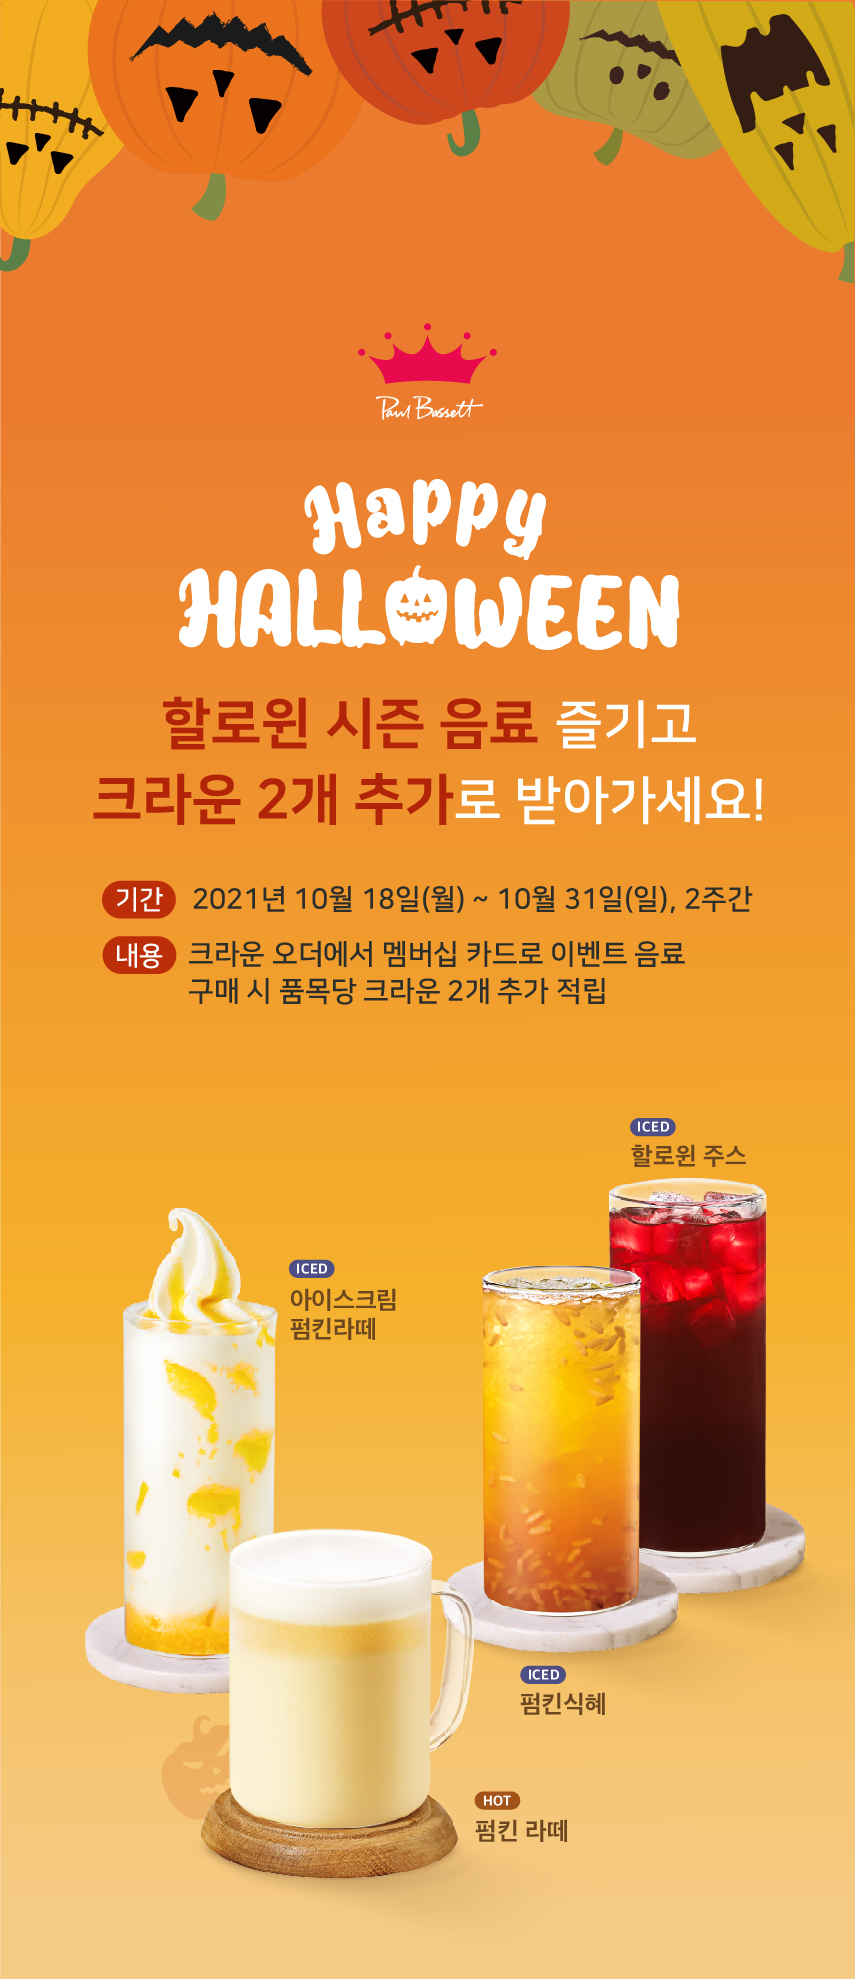 Paul Bassett
Happy
HALLOWEEN
할로윈 시즌 음료 즐기고
크라운 2개 추가로 받아가세요!
기간 2021년 10월 18일(월) ~ 10월 31일(일), 2주간
내용 크라운 오더에서 멤버십 카드로 이벤트 음료
구매 시 품목당 크라운 2개 추가 적립
ICED
할로윈 주스
ICED
아이스크림
펌킨라떼
ICED
펌킨식혜
HOT
펌킨 라떼